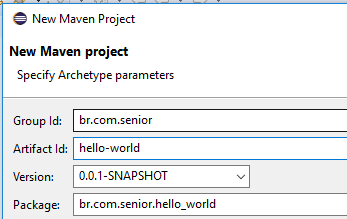 New Maven Project
New Maven project
Specify Archetype parameters
Group Id: br.com.senior
Artifact Id: hello-world
Version: 0.0.1-SNAPSHOT
Package: br.com.senior.hello_world